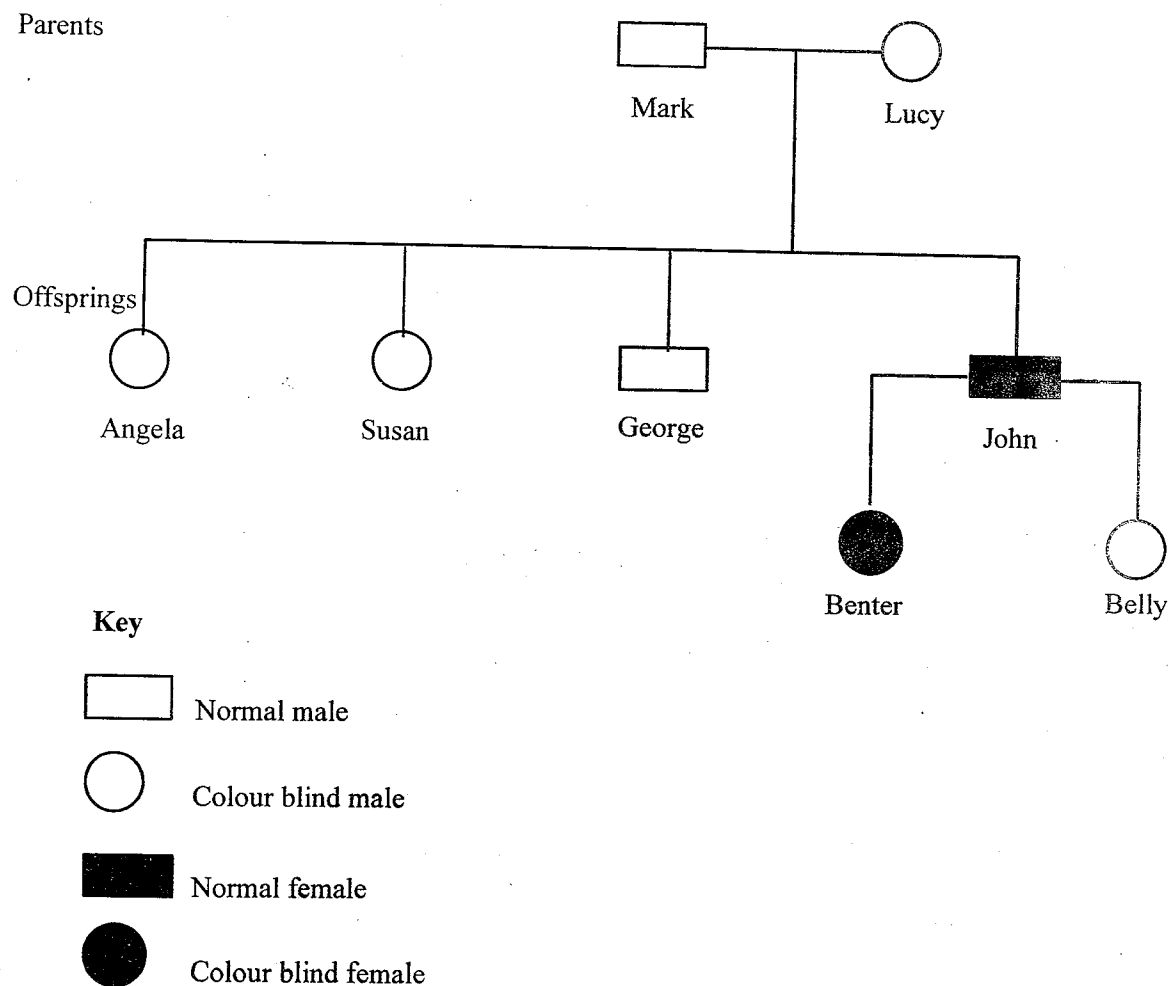 Parents
Mark
Lucy
Offsprings
Angela
Susan
George
John
Benter
Belly
Key
Normal male
Colour blind male
Normal female
Colour blind female